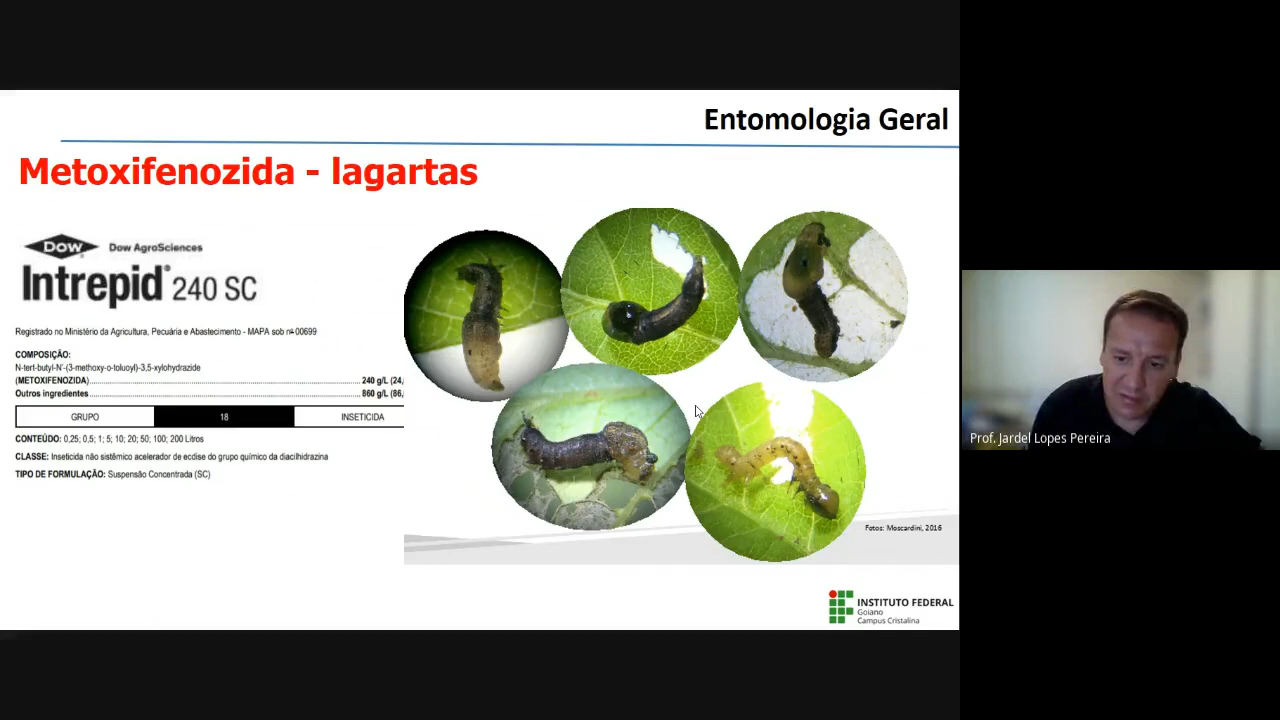 Entomologia Geral
Metoxifenozida - lagartas
Dow Dow AgroSciences
Intrepid® 240 SC
Registrado no Ministério da Agricultura, Pecuária e Abastecimento - MAPA sob nº 00699
COMPOSIÇÃO:
N-tert-butyl-N'-(3-methoxy-o-toluoyl)-3,5-xylohydrazide
(METOXIFENOZIDA)........ 240 g/L (24,
Outros ingredientes........ 860 g/L (86,
GRUPO 18 INSETICIDA
CONTEÚDO: 0,25; 0,5; 1; 5; 10; 20; 50; 100; 200 Litros
CLASSE: Inseticida não sistêmico acelerador de ecdise do grupo químico da diacilhidrazina
TIPO DE FORMULAÇÃO: Suspensão Concentrada (SC)
Fotos: Moscardini, 2016
INSTITUTO FEDERAL
Goiano
Campus Cristalina
Prof. Jardel Lopes Pereira